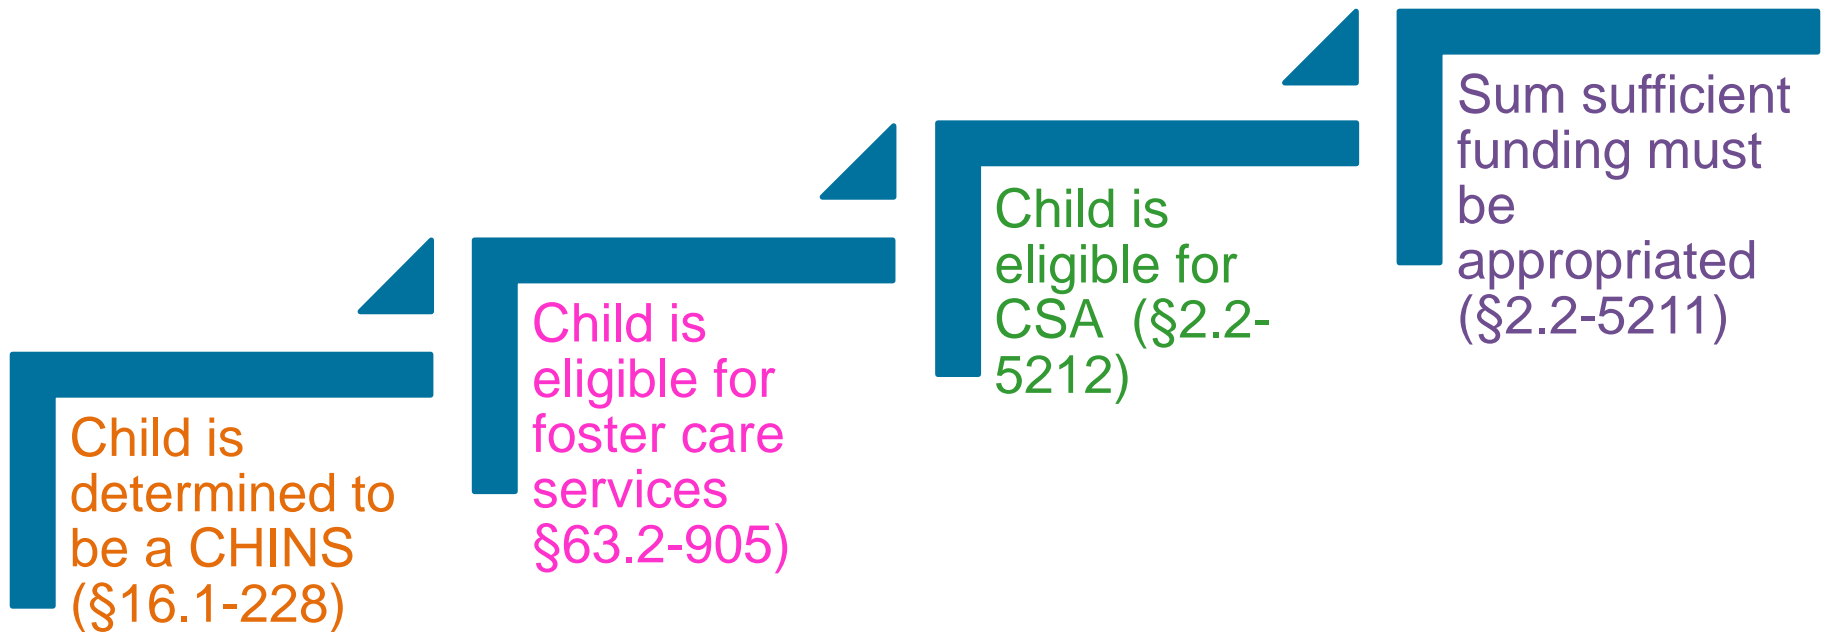 Child is
determined to
be a CHINS
(§16.1-228)
Child is
eligible for
foster care
services
§63.2-905)
Child is
eligible for
CSA  (§2.2-
5212)
Sum sufficient
funding must
be
appropriated
(§2.2-5211)